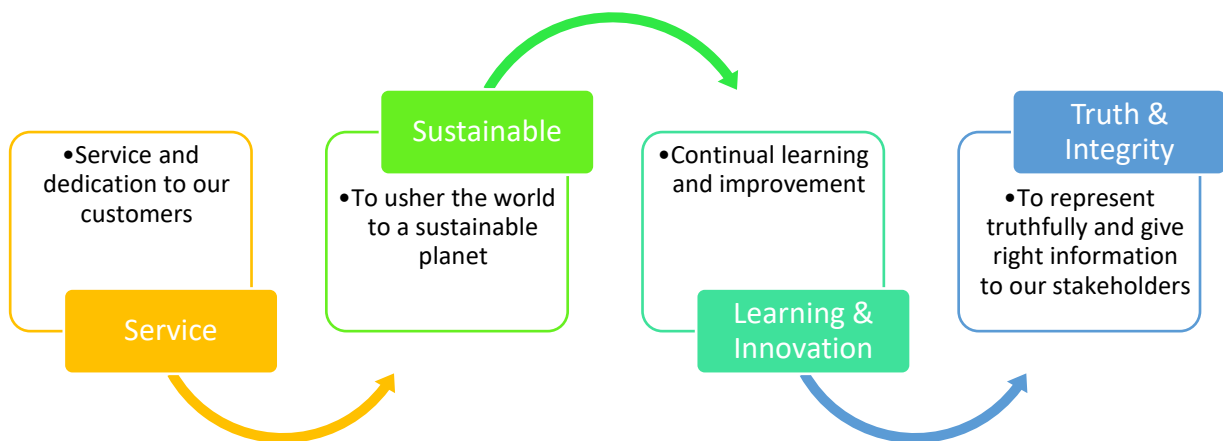 •Service and
dedication to our
customers
Service
Sustainable
•To usher the world
to a sustainable
planet
•Continual learning
and improvement
Learning &
Innovation
Truth &
Integrity
•To represent
truthfully and give
right information
to our stakeholders